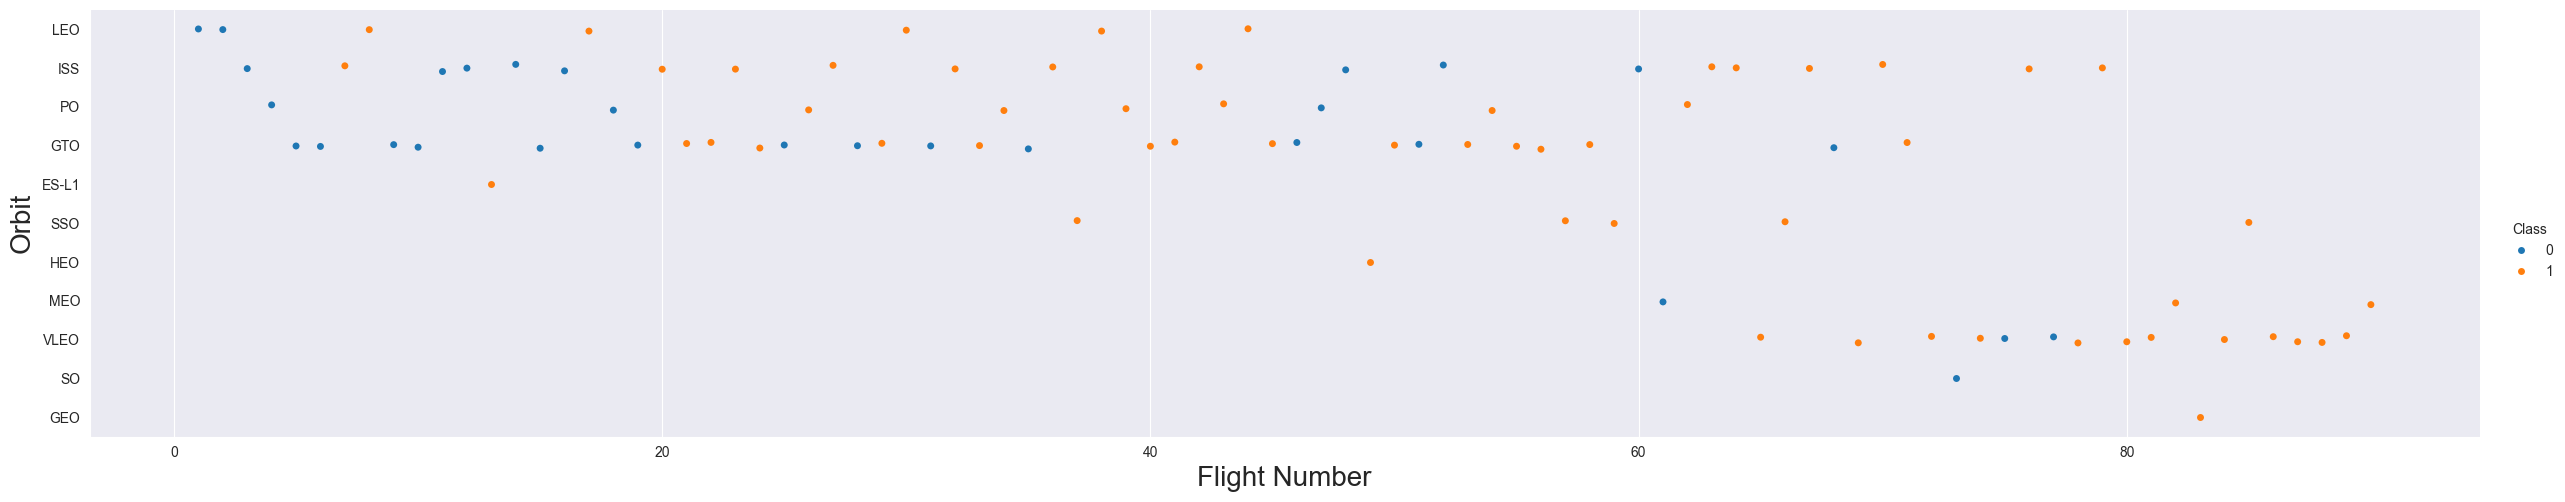 LEO
ISS
PO
GTO
ES-L1
SSO
HEO
MEO
VLEO
SO
GEO
Orbit
0 20 40 60 80
Flight Number
Class
0
1